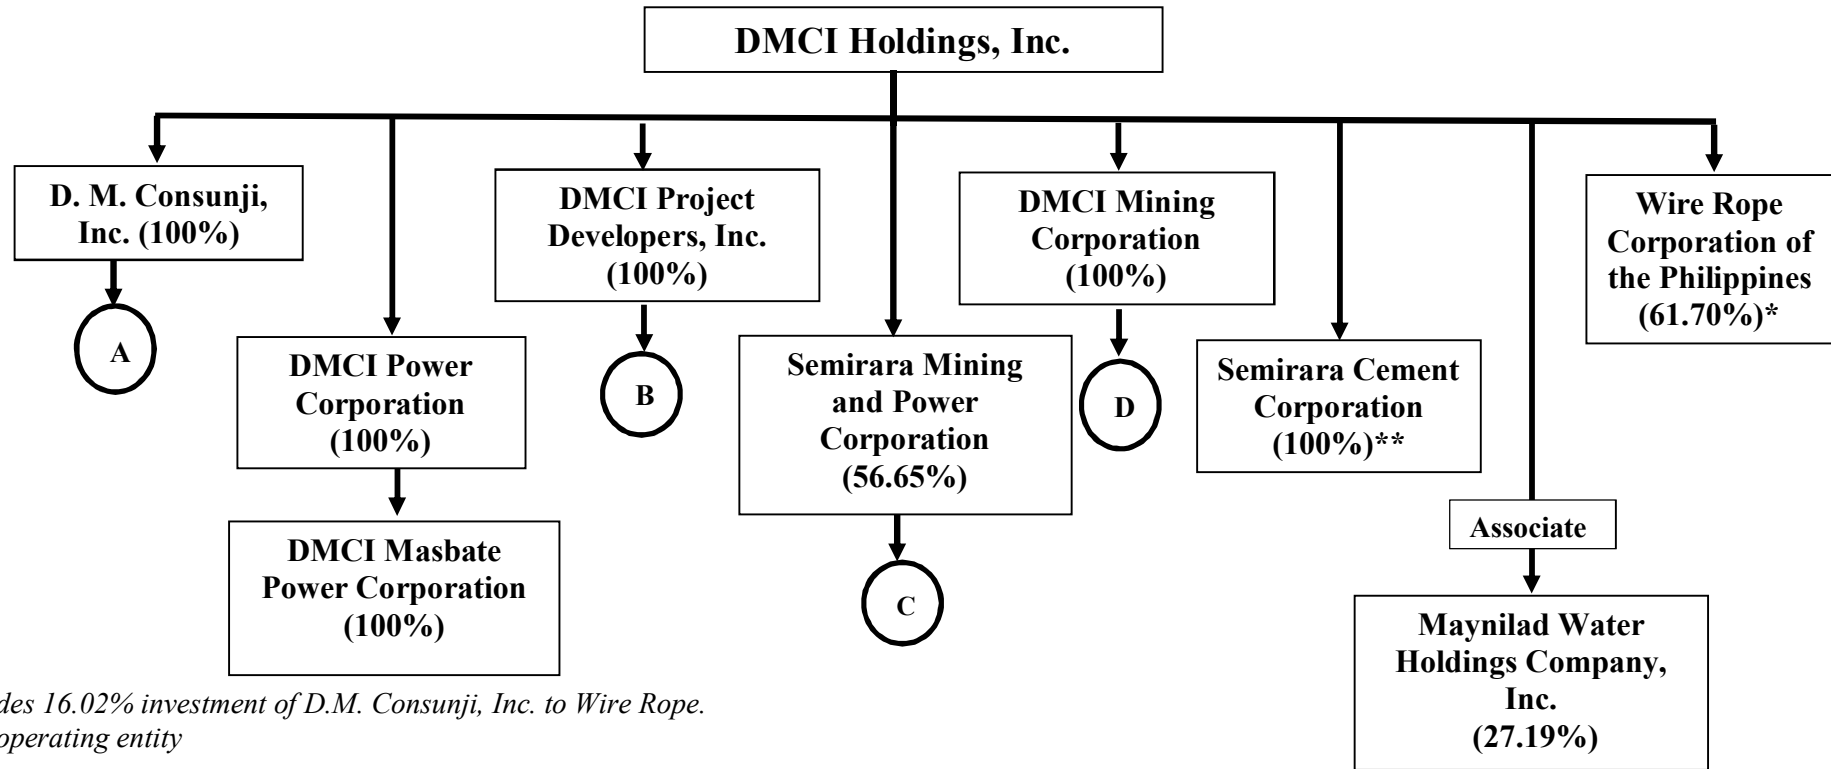 DMCI Holdings, Inc.
D. M. Consunji,
Inc. (100%)
A
DMCI Power
Corporation
(100%)
DMCI Masbate
Power Corporation
(100%)
DMCI Project
Developers, Inc.
(100%)
B
Semirara Mining
and Power
Corporation
(56.65%)
C
DMCI Mining
Corporation
(100%)
D
Semirara Cement
Corporation
(100%)**
Associate
Maynilad Water
Holdings Company,
Inc.
(27.19%)
Wire Rope
Corporation of
the Philippines
(61.70%)*
16.02% investment of D.M. Consunji, Inc. to Wire Rope.
operating entity